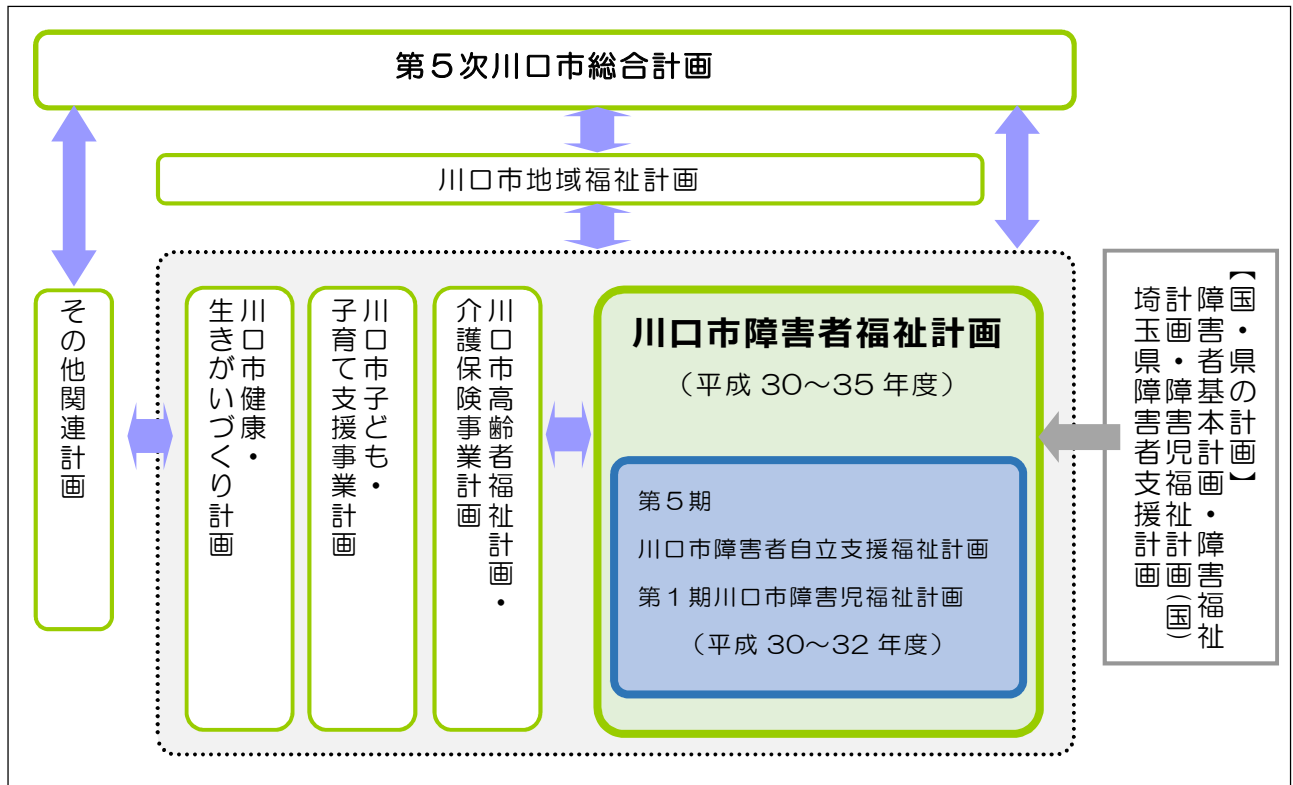 第５次川口市総合計画
川口市地域福祉計画
その他関連計画
川口市健康・
生きがいづくり計画
川口市子ども・
子育て支援事業計画
川口市高齢者福祉計画・
介護保険事業計画
川口市障害者福祉計画
（平成 30～35 年度）
第５期
川口市障害者自立支援福祉計画
第１期川口市障害児福祉計画
（平成 30～32 年度）
【国・県の計画】
障害者基本計画・障害福祉
計画・障害児福祉計画（国）
埼玉県障害者支援計画